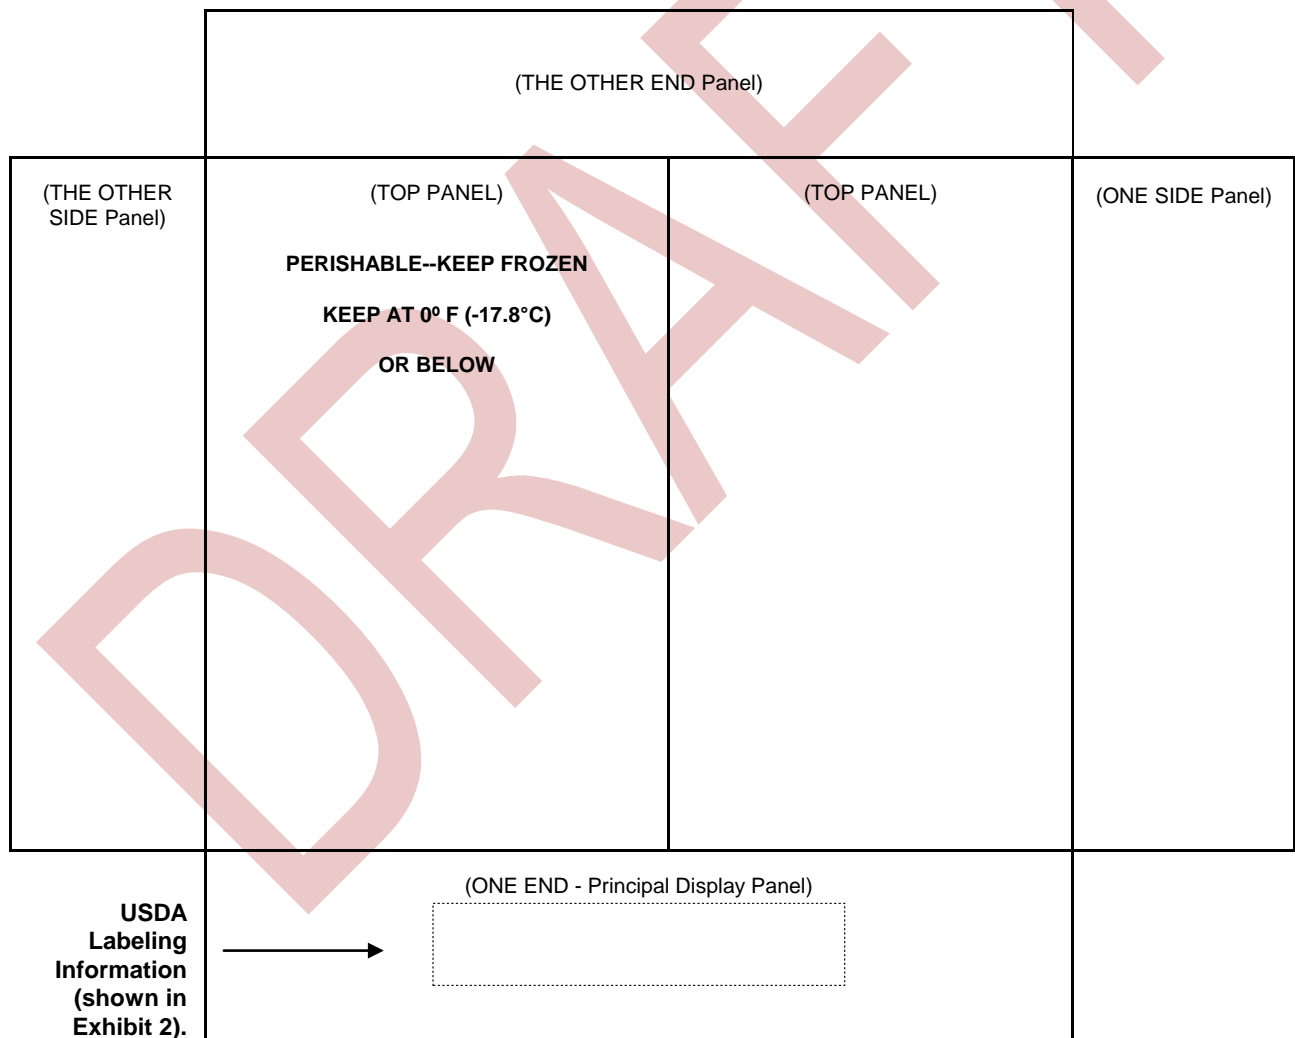 (THE OTHER END Panel)
(THE OTHER
SIDE Panel)
(TOP PANEL)
PERISHABLE--KEEP FROZEN
KEEP AT 0º F (-17.8°C)
OR BELOW
(TOP PANEL)
(ONE SIDE Panel)
(ONE END - Principal Display Panel)
USDA
Labeling
Information
(shown in
Exhibit 2).
DRAFT